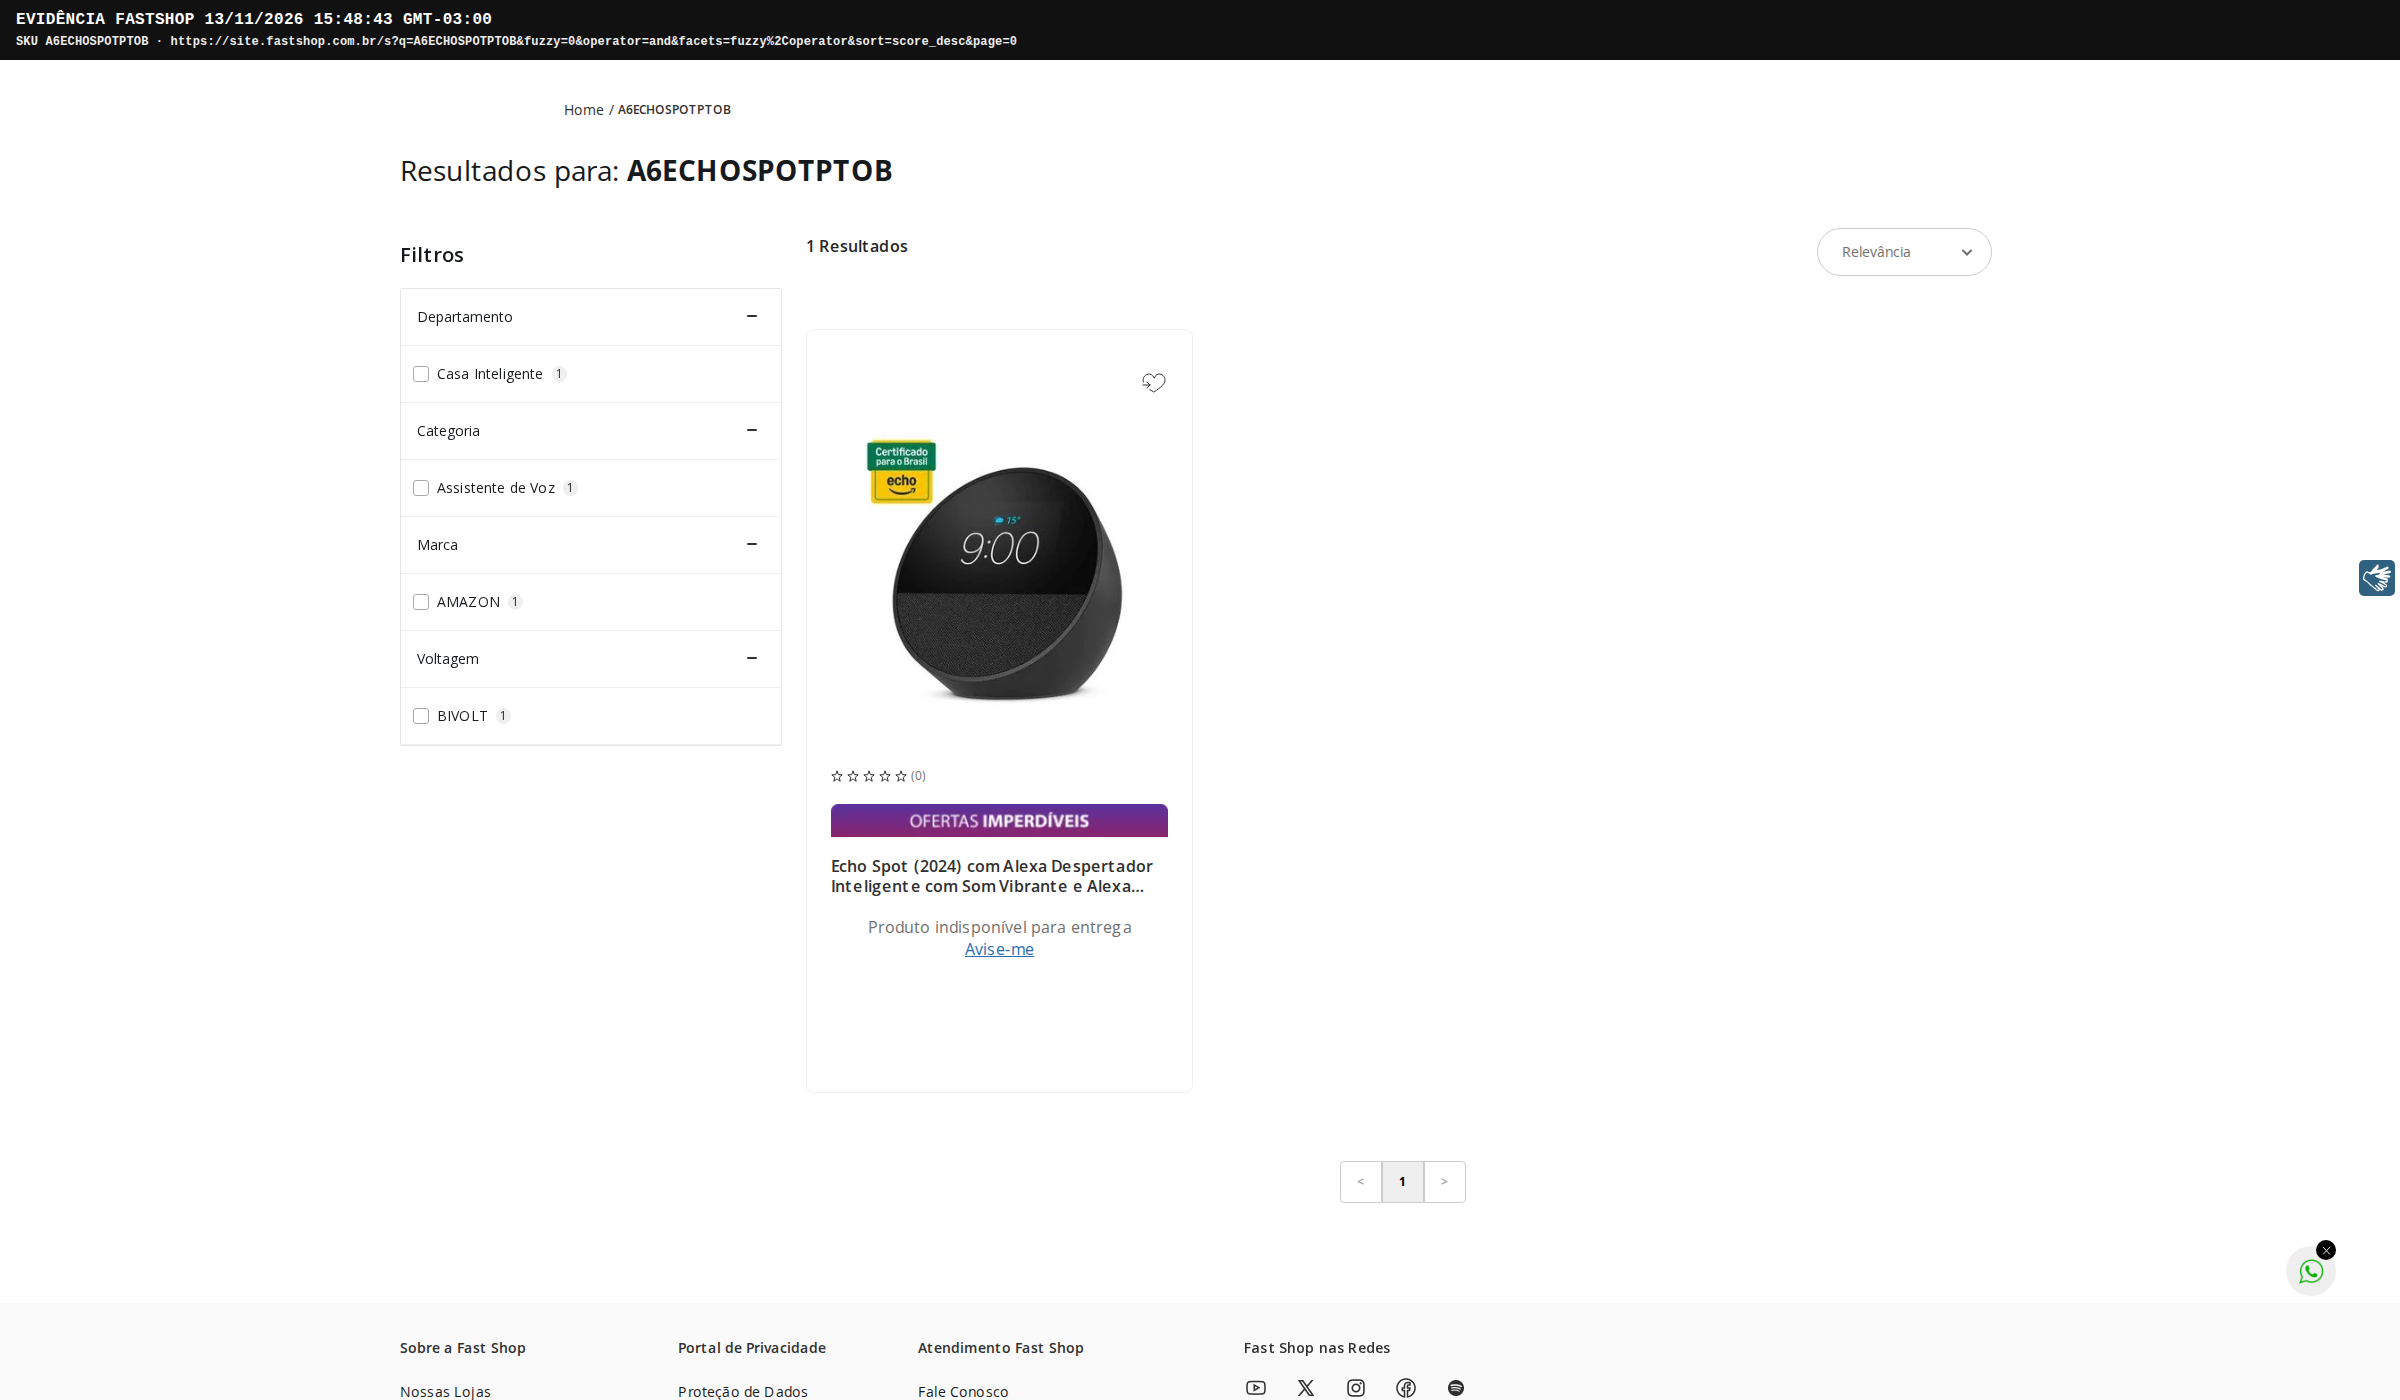 EVIDÊNCIA FASTSHOP 13/11/2026 15:48:43 GMT-03:00
SKU A6ECHOSPOTPTOB · https://site.fastshop.com.br/s?q=A6ECHOSPOTPTOB&fuzzy=0&operator=and&facets=fuzzy%2Coperator&sort=score_desc&page=0
Home / A6ECHOSPOTPTOB
Resultados para: A6ECHOSPOTPTOB
Filtros
1 Resultados
Relevância
Departamento
Casa Inteligente 1
Categoria
Assistente de Voz 1
Marca
AMAZON 1
Voltagem
BIVOLT 1
Certificado
para o Brasil
echo
15°
9:00
(0)
OFERTAS IMPERDÍVEIS
Echo Spot (2024) com Alexa Despertador
Inteligente com Som Vibrante e Alexa...
Produto indisponível para entrega
Avise-me
< 1 >
Sobre a Fast Shop
Portal de Privacidade
Atendimento Fast Shop
Fast Shop nas Redes
Nossas Lojas
Proteção de Dados
Fale Conosco